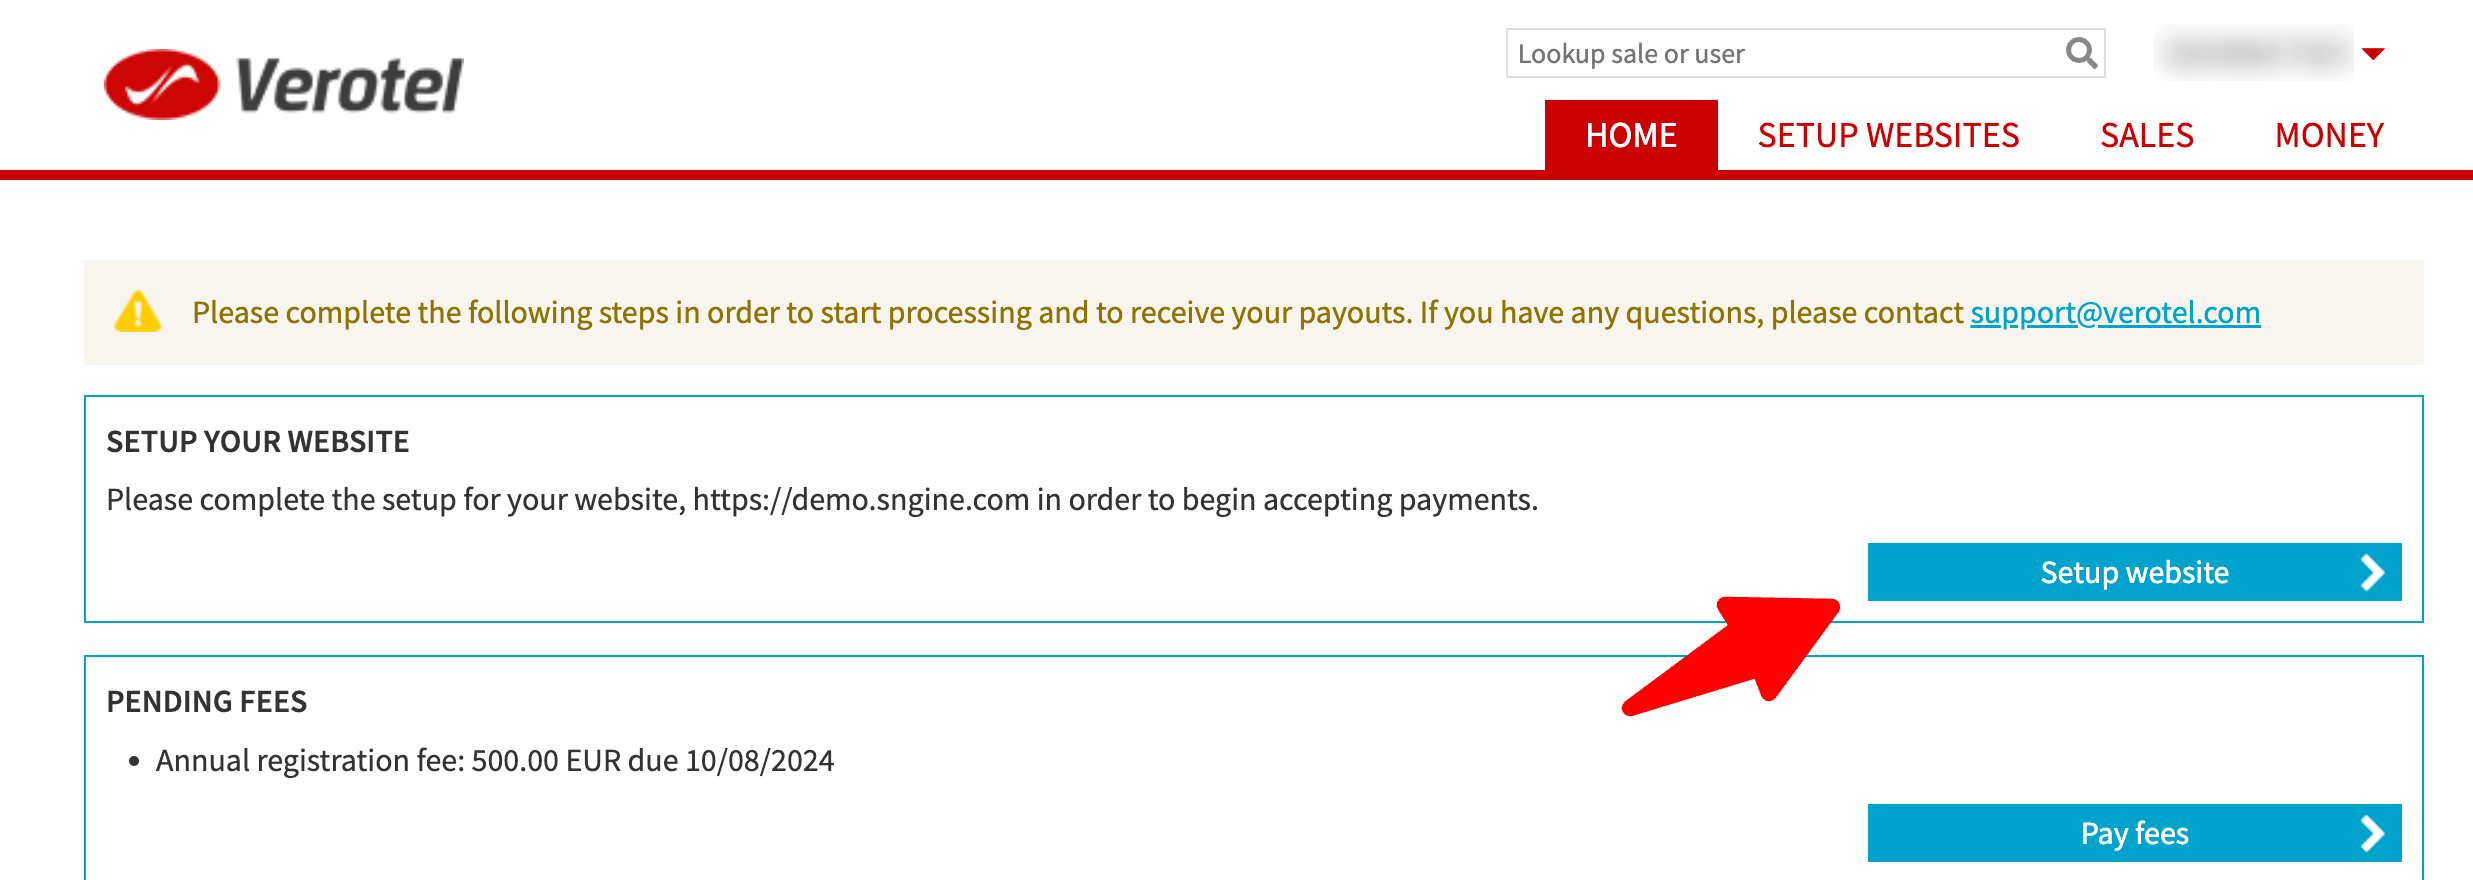 Verotel
Lookup sale or user
HOME SETUP WEBSITES SALES MONEY
Please complete the following steps in order to start processing and to receive your payouts. If you have any questions, please contact support@verotel.com
SETUP YOUR WEBSITE
Please complete the setup for your website, https://demo.sngine.com in order to begin accepting payments.
Setup website
PENDING FEES
• Annual registration fee: 500.00 EUR due 10/08/2024
Pay fees